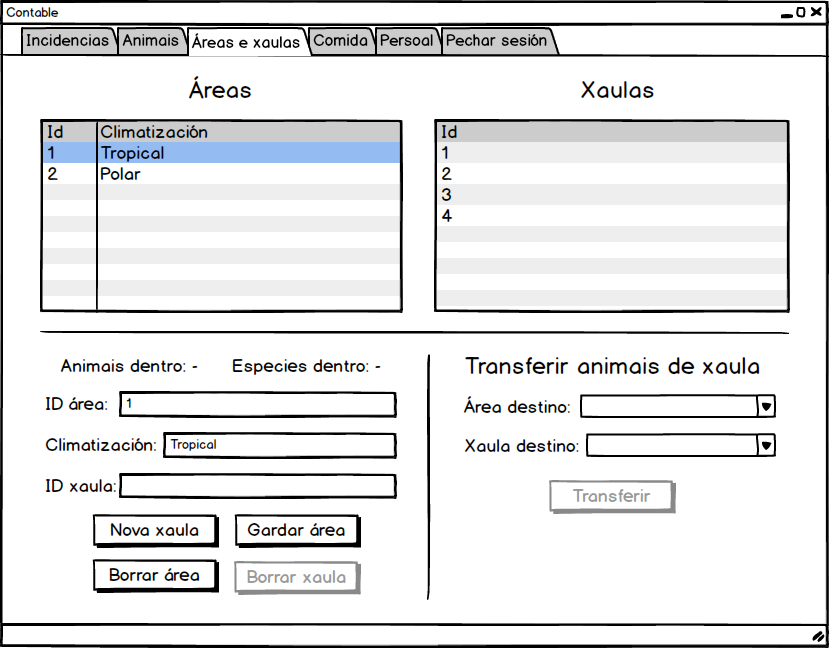 Contable
Incidencias Animais Áreas e xaulas Comida Persoal Pechar sesión
Áreas
Id Climatización
1 Tropical
2 Polar
Xaulas
Id
1
2
3
4
Animais dentro: - Especies dentro: -
ID área: 1
Climatización: Tropical
ID xaula:
Nova xaula Gardar área
Borrar área Borrar xaula
Transferir animais de xaula
Área destino:
Xaula destino:
Transferir